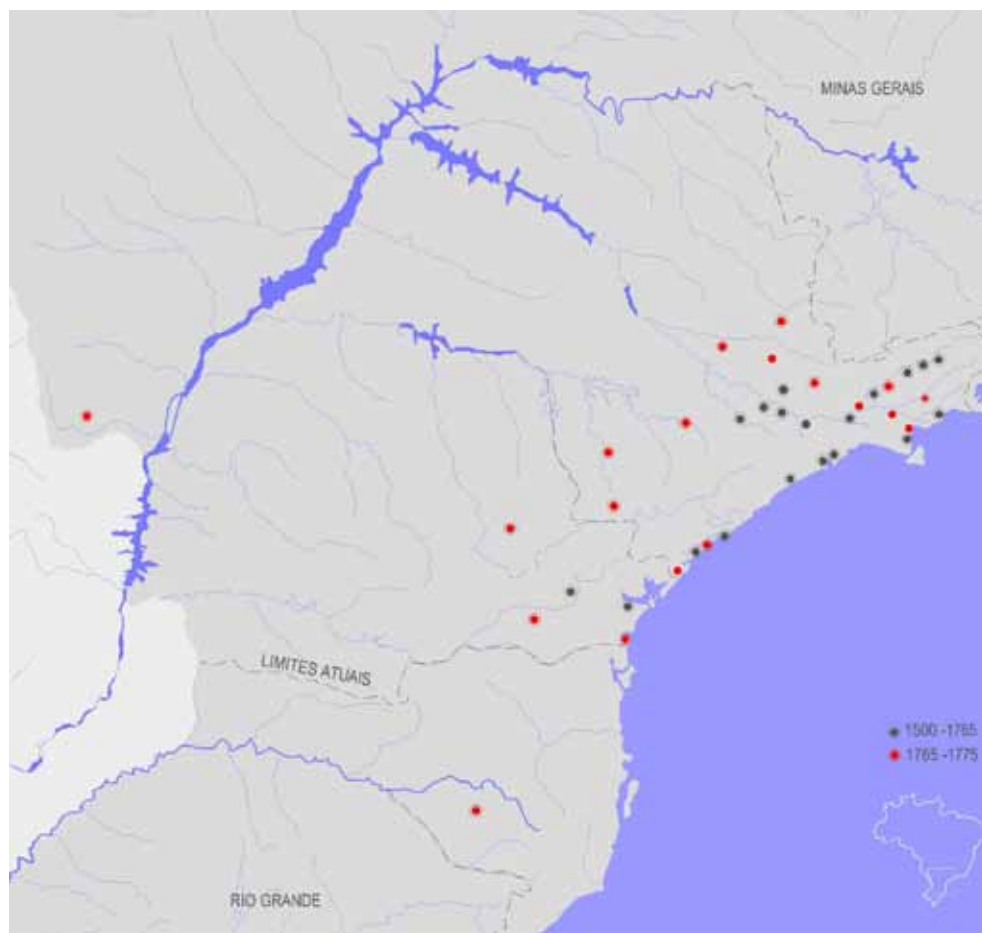 MINAS GERAIS
LIMITES ATUAIS
1500 -1765
1765 -1775
RIO GRANDE